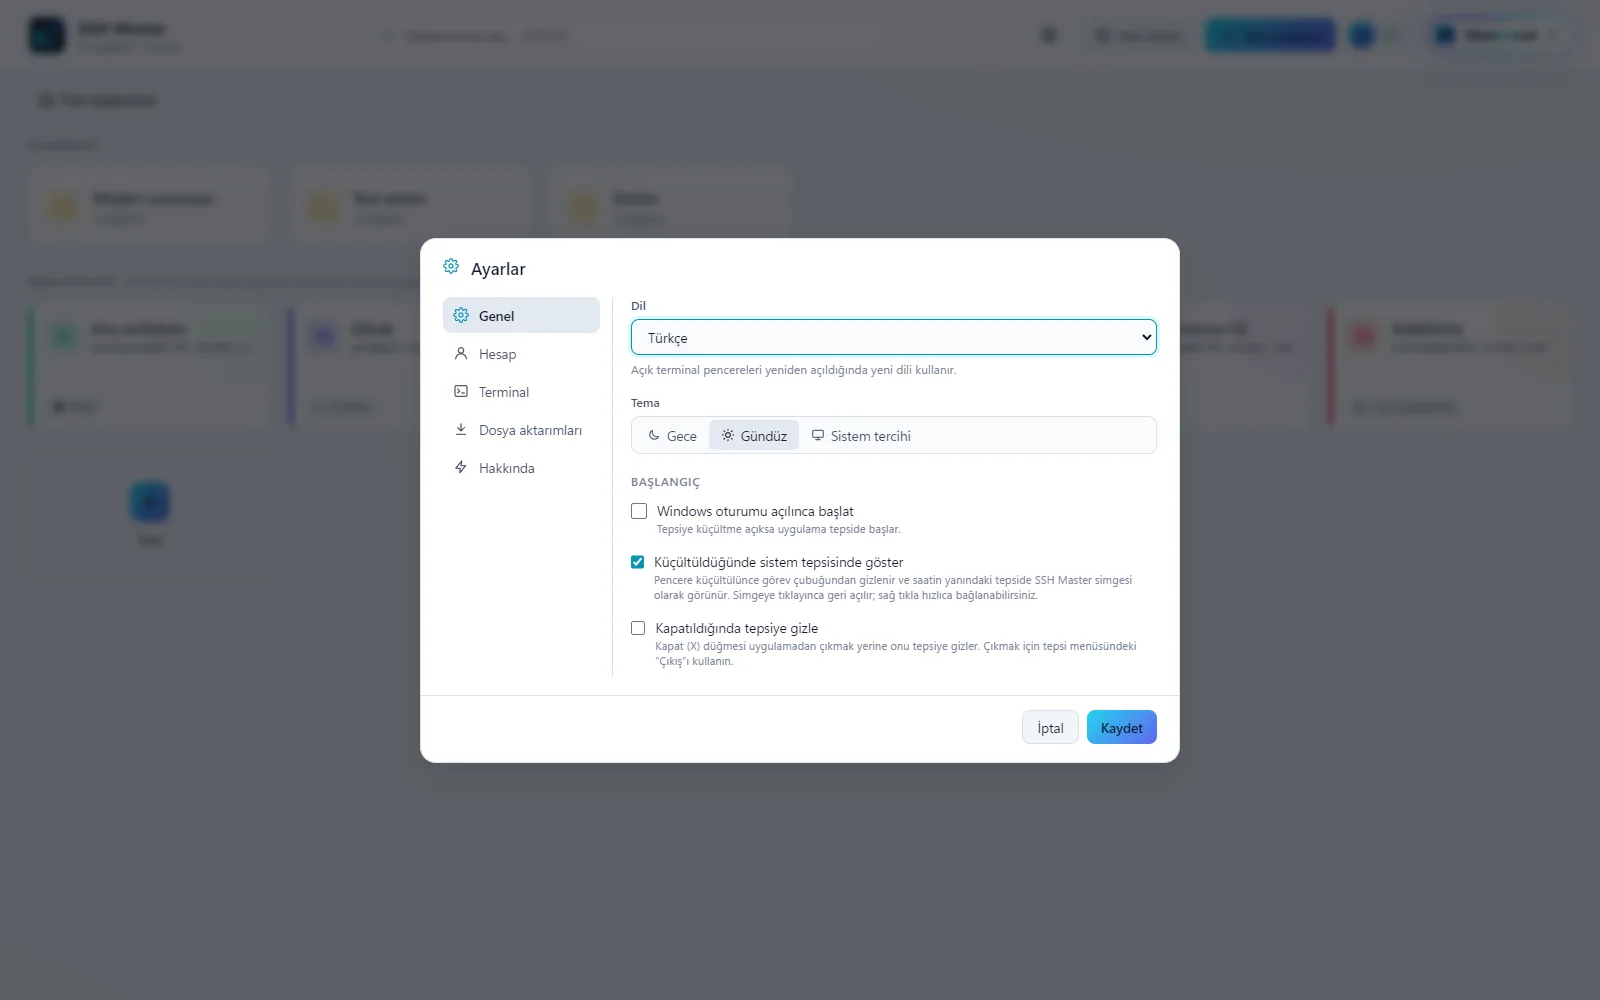 Ayarlar
Genel
Hesap
Terminal
Dosya aktarımları
Hakkında
Dil
Türkçe
Açık terminal pencereleri yeniden açıldığında yeni dili kullanır.
Tema
Gece
Gündüz
Sistem tercihi
BAŞLANGIÇ
Windows oturumu açılınca başlat
Tepsiye küçültme açıksa uygulama tepside başlar.
Küçültüldüğünde sistem tepsisinde göster
Pencere küçültülünce görev çubuğundan gizlenir ve saatin yanındaki tepside SSH Master simgesi
olarak görünür. Simgeye tıklayınca geri açılır; sağ tıkla hızlıca bağlanabilirsiniz.
Kapatıldığında tepsiye gizle
Kapat (X) düğmesi uygulamadan çıkmak yerine onu tepsiye gizler. Çıkmak için tepsi menüsündeki
"Çıkış"ı kullanın.
İptal
Kaydet